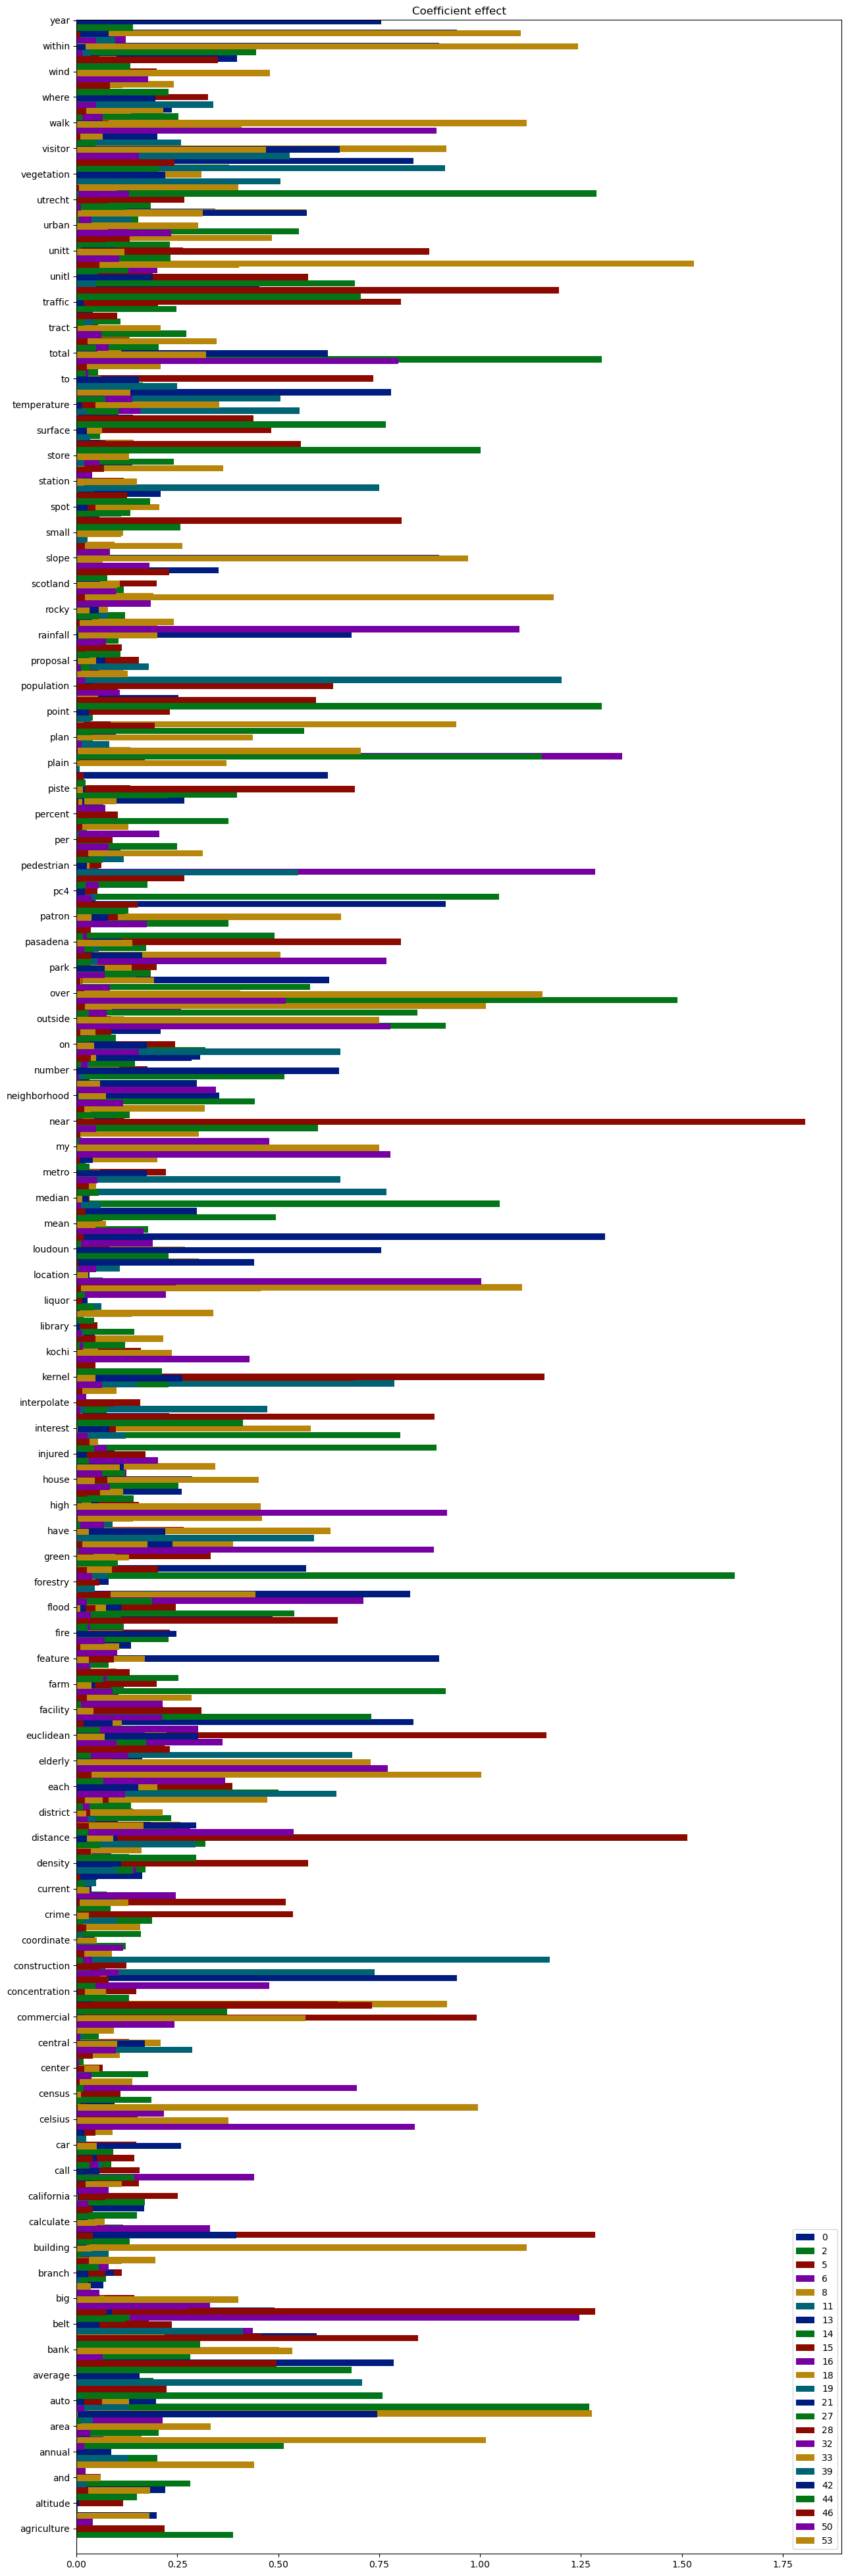 Coefficient effect
year
within
wind
where
walk
visitor
vegetation
utrecht
urban
unitt
unitl
traffic
tract
total
to
temperature
surface
store
station
spot
small
slope
scotland
rocky
rainfall
proposal
population
point
plan
plain
piste
percent
per
pedestrian
pc4
patron
pasadena
park
over
outside
on
number
neighborhood
near
my
metro
median
mean
loudoun
location
liquor
library
kochi
kernel
interpolate
interest
injured
house
high
have
green
forestry
flood
fire
feature
farm
facility
euclidean
elderly
each
district
distance
density
current
crime
coordinate
construction
concentration
commercial
central
center
census
celsius
car
call
california
calculate
building
branch
big
belt
bank
average
auto
area
annual
and
altitude
agriculture
0.00 0.25 0.50 0.75 1.00 1.25 1.50 1.75
0
2
5
6
8
11
13
14
15
16
18
19
21
27
28
32
33
39
42
44
46
50
53